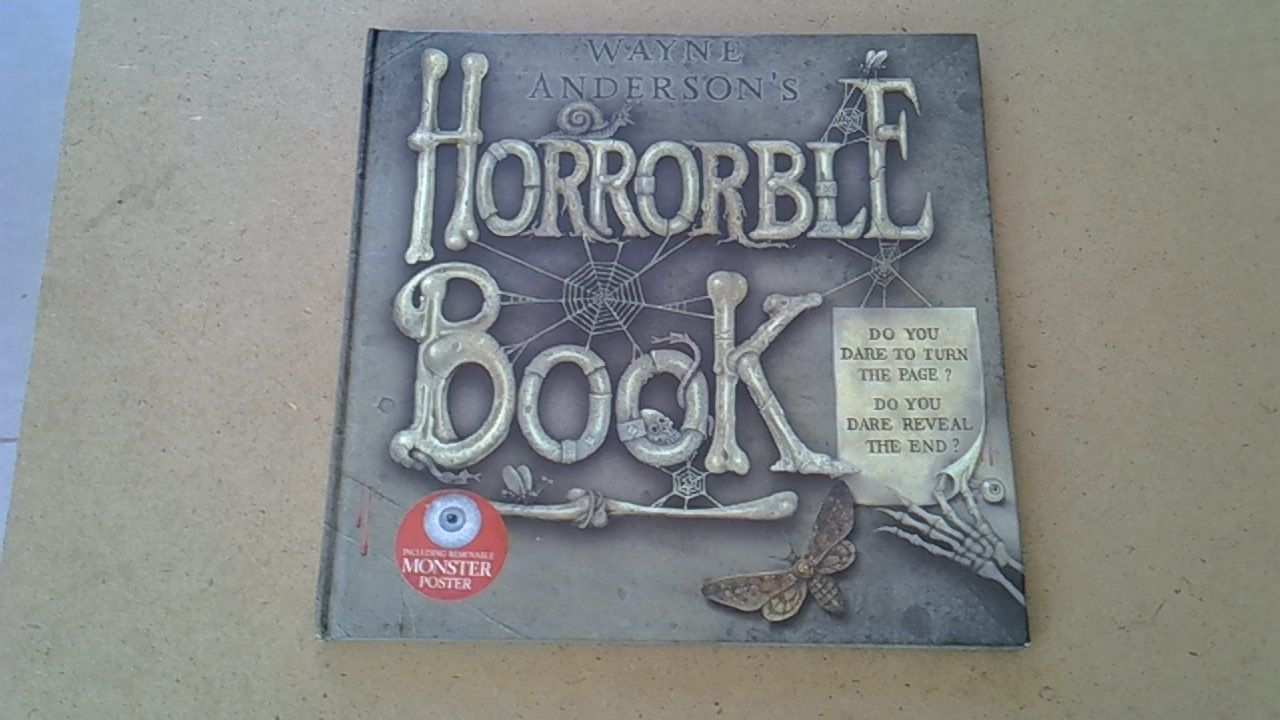 WAYNE
ANDERSON'S
HORRORBLE
BOOK
DO YOU
DARE TO TURN
THE PAGE?
DO YOU
DARE REVEAL
THE END?
INCLUDING REMOVABLE
MONSTER
POSTER